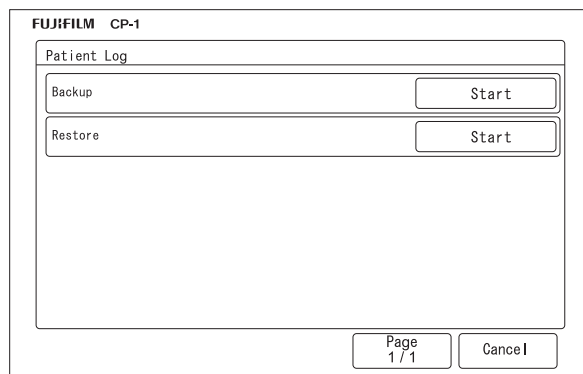 FUJIFILM CP-1
Patient Log
Backup Start
Restore Start
Page
1/1
Cancel